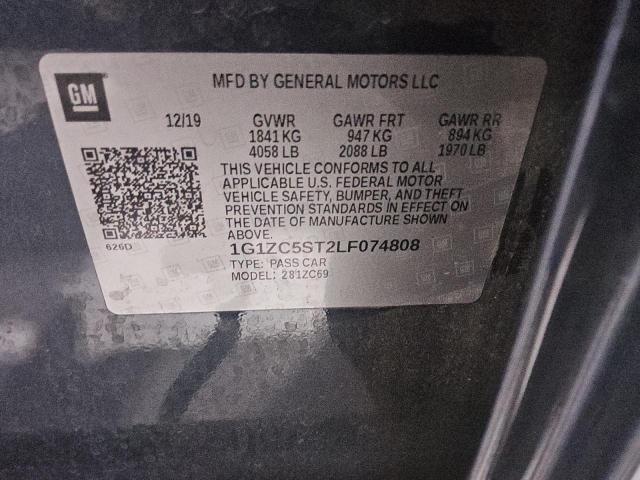 GM
MFD BY GENERAL MOTORS LLC
12/19 GVWR GAWR FRT GAWR RR
1841 KG 947 KG 894 KG
4058 LB 2088 LB 1970 LB
THIS VEHICLE CONFORMS TO ALL
APPLICABLE U.S. FEDERAL MOTOR
VEHICLE SAFETY, BUMPER, AND THEFT
PREVENTION STANDARDS IN EFFECT ON
THE DATE OF MANUFACTURE SHOWN
ABOVE.
626D
1G1ZC5ST2LF074808
TYPE: PASS CAR
MODEL: 281ZC69